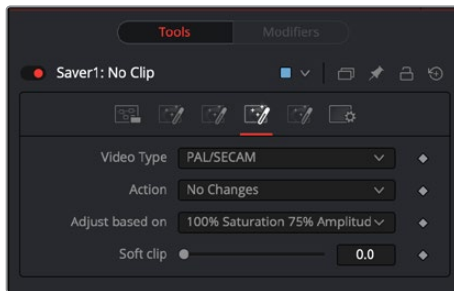 Tools Modifiers
Saver1: No Clip
Video Type PAL/SECAM
Action No Changes
Adjust based on 100% Saturation 75% Amplitud
Soft clip 0.0